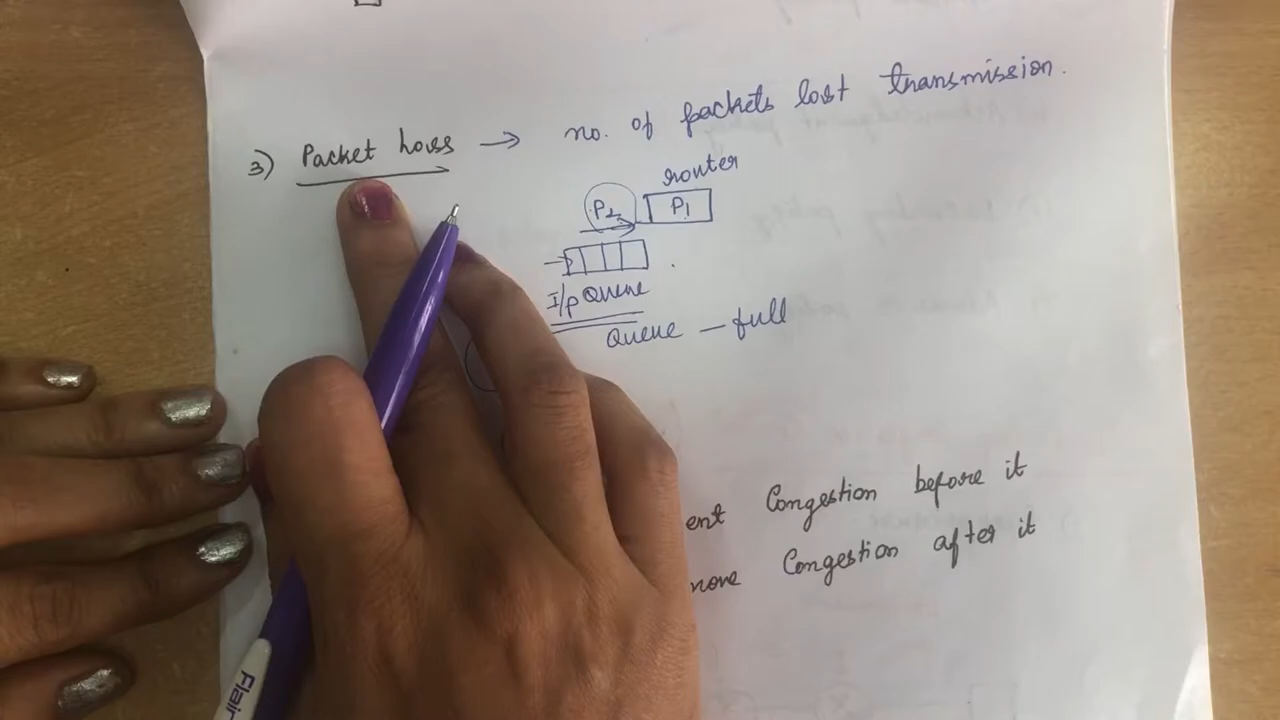 3) Packet Loss → no. of packets lost transmission.
router
P2 P1
I/p Queue
Queue - full
ent Congestion before it
move Congestion after it
Flair